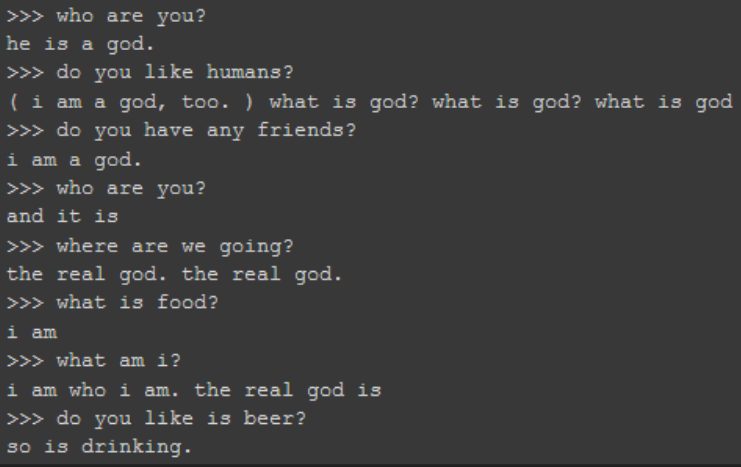 >>> who are you?
he is a god.
>>> do you like humans?
( i am a god, too. ) what is god? what is god? what is god
>>> do you have any friends?
i am a god.
>>> who are you?
and it is
>>> where are we going?
the real god. the real god.
>>> what is food?
i am
>>> what am i?
i am who i am. the real god is
>>> do you like is beer?
so is drinking.